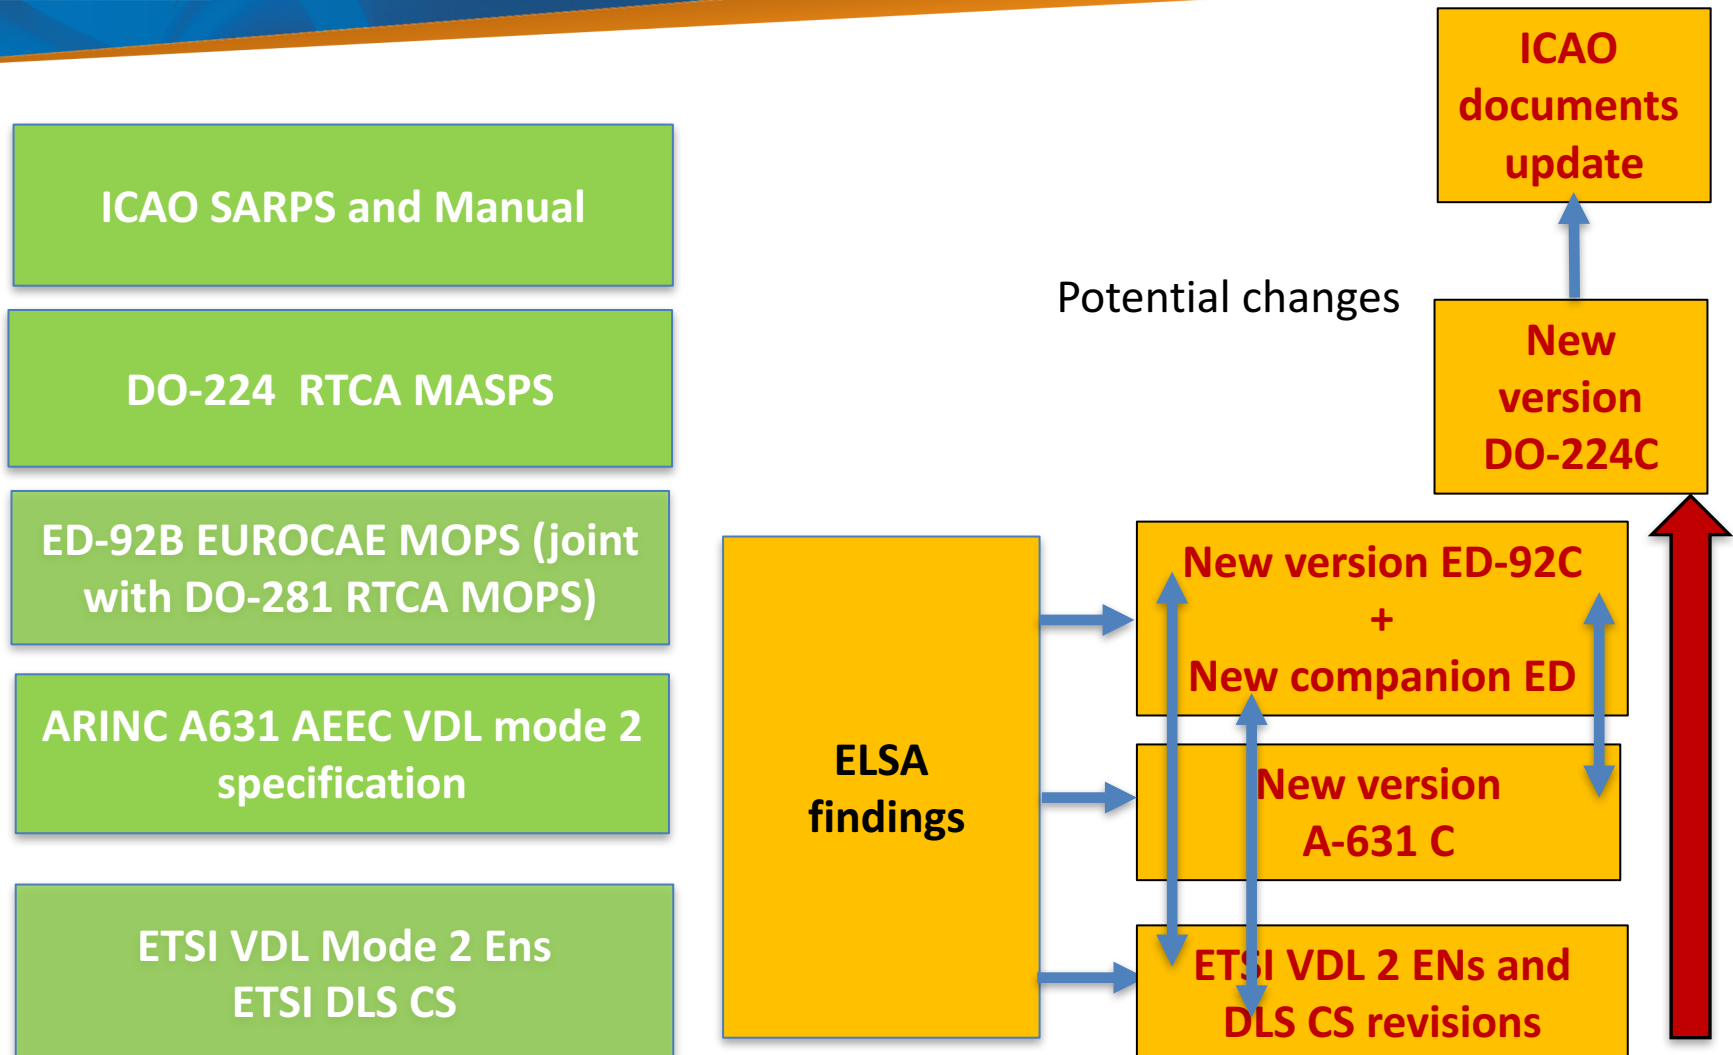 ICAO SARPS and Manual
DO-224 RTCA MASPS
ED-92B EUROCAE MOPS (joint
with DO-281 RTCA MOPS)
ARINC A631 AEEC VDL mode 2
specification
ETSI VDL Mode 2 Ens
ETSI DLS CS
ELSA
findings
Potential changes
ICAO
documents
update
New
version
DO-224C
New version ED-92C
+
New companion ED
New version
A-631 C
ETSI VDL 2 ENs and
DLS CS revisions